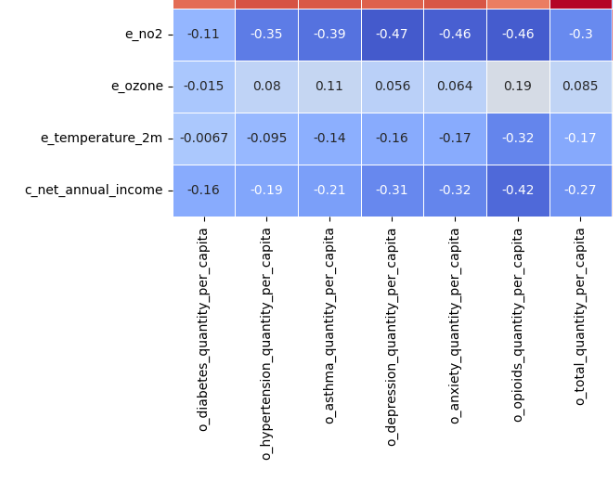 e_no2 -0.11 -0.35 -0.39 -0.47 -0.46 -0.46 -0.3
e_ozone -0.015 0.08 0.11 0.056 0.064 0.19 0.085
e_temperature_2m -0.0067 -0.095 -0.14 -0.16 -0.17 -0.32 -0.17
c_net_annual_income -0.16 -0.19 -0.21 -0.31 -0.32 -0.42 -0.27
o_diabetes_quantity_per_capita
o_hypertension_quantity_per_capita
o_asthma_quantity_per_capita
o_depression_quantity_per_capita
o_anxiety_quantity_per_capita
o_opioids_quantity_per_capita
o_total_quantity_per_capita